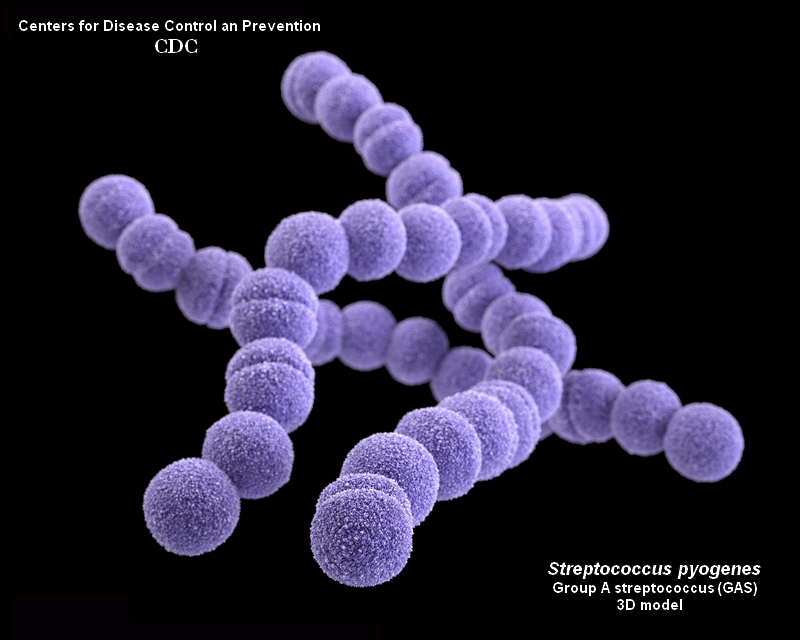 Centers for Disease Control an Prevention
CDC
Streptococcus pyogenes
Group A streptococcus (GAS)
3D model